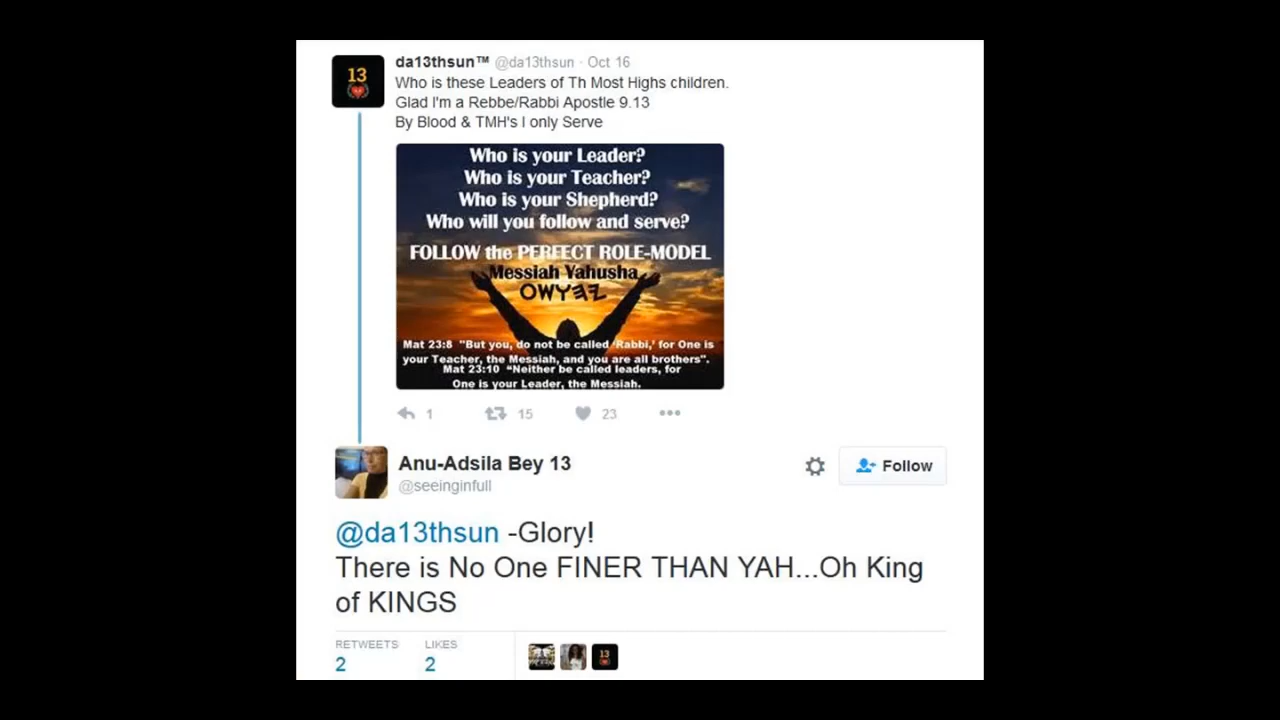 13
da13thsun™ @da13thsun · Oct 16
Who is these Leaders of Th Most Highs children.
Glad I'm a Rebbe/Rabbi Apostle 9.13
By Blood & TMH's I only Serve
Who is your Leader?
Who is your Teacher?
Who is your Shepherd?
Who will you follow and serve?
FOLLOW the PERFECT ROLE-MODEL
Messiah Yahusha
Mat 23:8 "But you, do not be called 'Rabbi,' for One is
your Teacher, the Messiah, and you are all brothers".
Mat 23:10 “Neither be called leaders, for
One is your Leader, the Messiah.
1 15 23
Anu-Adsila Bey 13
@seeinginfull
Follow
@da13thsun -Glory!
There is No One FINER THAN YAH...Oh King
of KINGS
RETWEETS LIKES
2 2
13